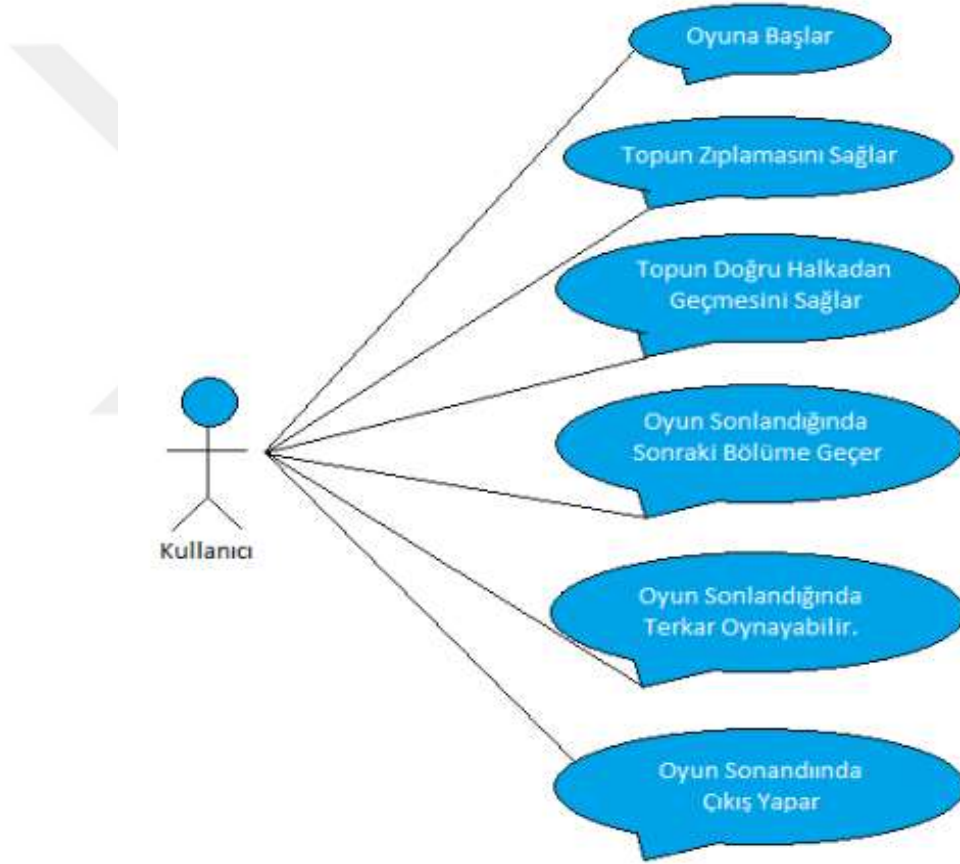 Oyuna Başlar
Topun Zıplamasını Sağlar
Topun Doğru Halkadan
Geçmesini Sağlar
Oyun Sonlandığında
Sonraki Bölüme Geçer
Kullanıcı
Oyun Sonlandığında
Terkar Oynayabilir.
Oyun Sonandıında
Çıkış Yapar